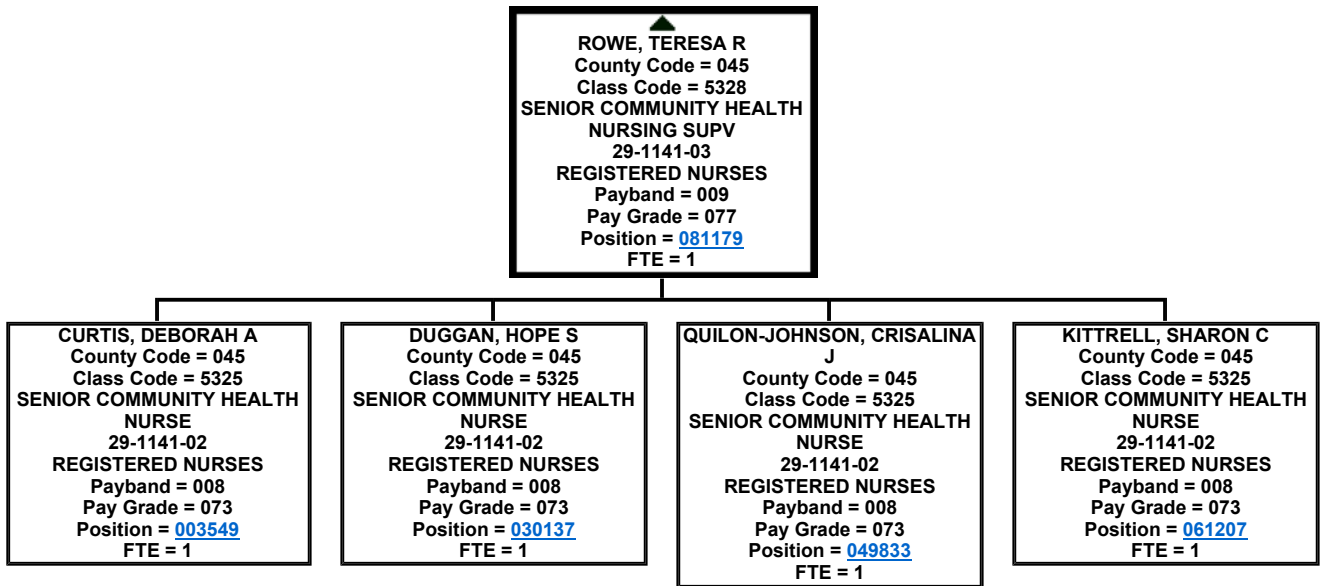 ROWE, TERESA R
County Code = 045
Class Code = 5328
SENIOR COMMUNITY HEALTH
NURSING SUPV
29-1141-03
REGISTERED NURSES
Payband = 009
Pay Grade = 077
Position = 081179
FTE = 1
CURTIS, DEBORAH A
County Code = 045
Class Code = 5325
SENIOR COMMUNITY HEALTH
NURSE
29-1141-02
REGISTERED NURSES
Payband = 008
Pay Grade = 073
Position = 003549
FTE = 1
DUGGAN, HOPE S
County Code = 045
Class Code = 5325
SENIOR COMMUNITY HEALTH
NURSE
29-1141-02
REGISTERED NURSES
Payband = 008
Pay Grade = 073
Position = 030137
FTE = 1
QUILON-JOHNSON, CRISALINA
J
County Code = 045
Class Code = 5325
SENIOR COMMUNITY HEALTH
NURSE
29-1141-02
REGISTERED NURSES
Payband = 008
Pay Grade = 073
Position = 049833
FTE = 1
KITTRELL, SHARON C
County Code = 045
Class Code = 5325
SENIOR COMMUNITY HEALTH
NURSE
29-1141-02
REGISTERED NURSES
Payband = 008
Pay Grade = 073
Position = 061207
FTE = 1